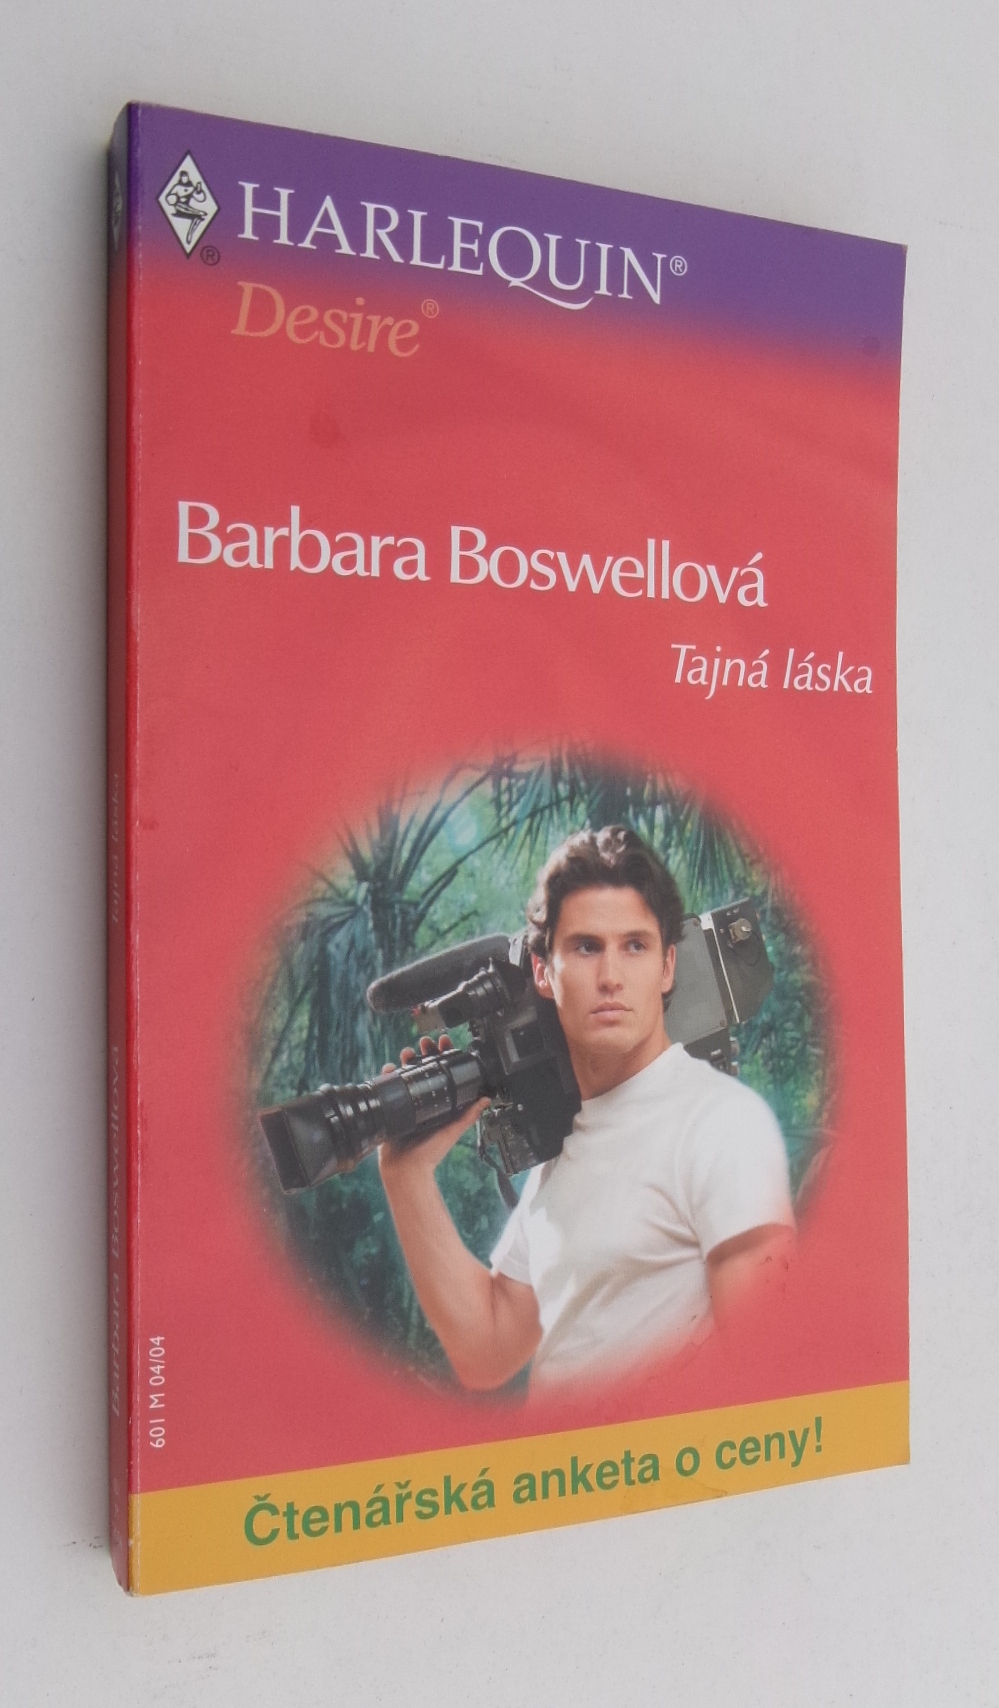 HARLEQUIN®
®
Desire®
Barbara Boswellová
Tajná láska
601 M 04/04
Čtenářská anketa o ceny!
Barbara Boswellová Tajná láska